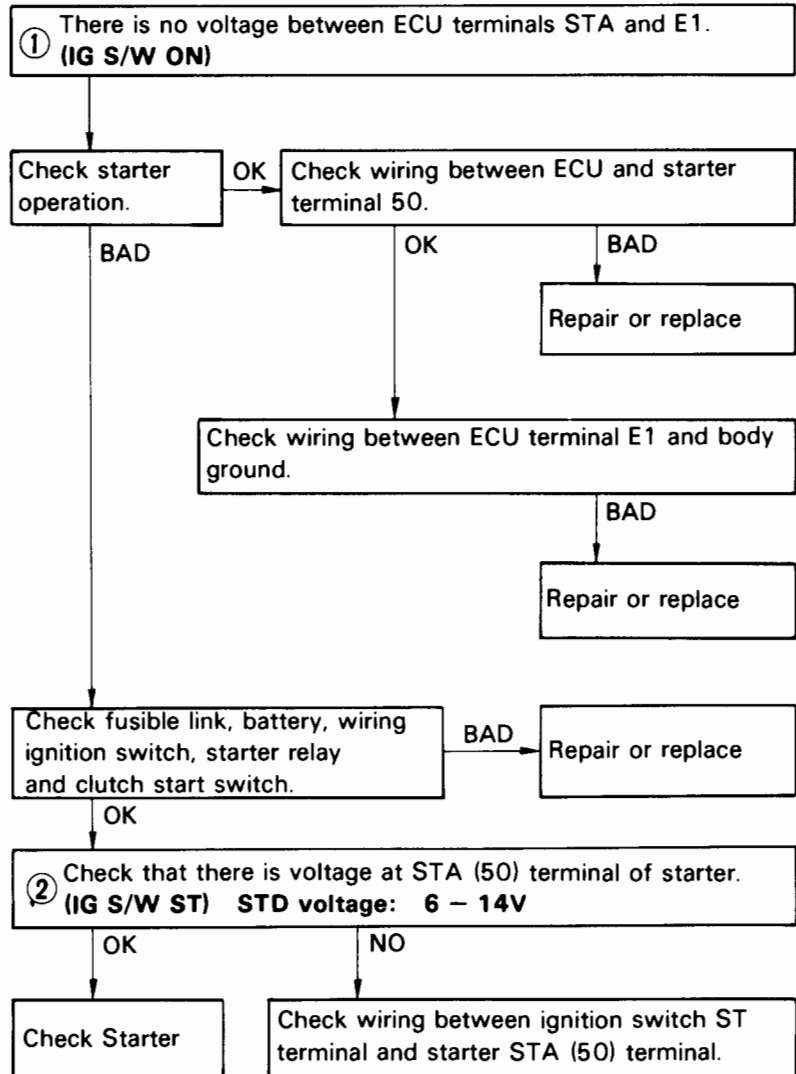 ① There is no voltage between ECU terminals STA and E1.
(IG S/W ON)
Check starter
operation.
OK
Check wiring between ECU and starter
terminal 50.
BAD
OK
BAD
Repair or replace
Check wiring between ECU terminal E1 and body
ground.
BAD
Repair or replace
Check fusible link, battery, wiring
ignition switch, starter relay
and clutch start switch.
BAD
Repair or replace
OK
② Check that there is voltage at STA (50) terminal of starter.
(IG S/W ST) STD voltage: 6 – 14V
OK
NO
Check Starter
Check wiring between ignition switch ST
terminal and starter STA (50) terminal.